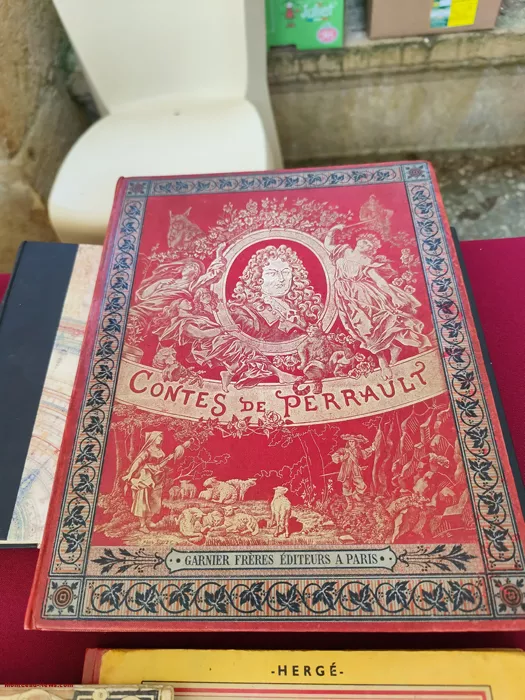 CONTES DE PERRAULT
GARNIER FRÈRES ÉDITEURS A PARIS
-HERGÉ-